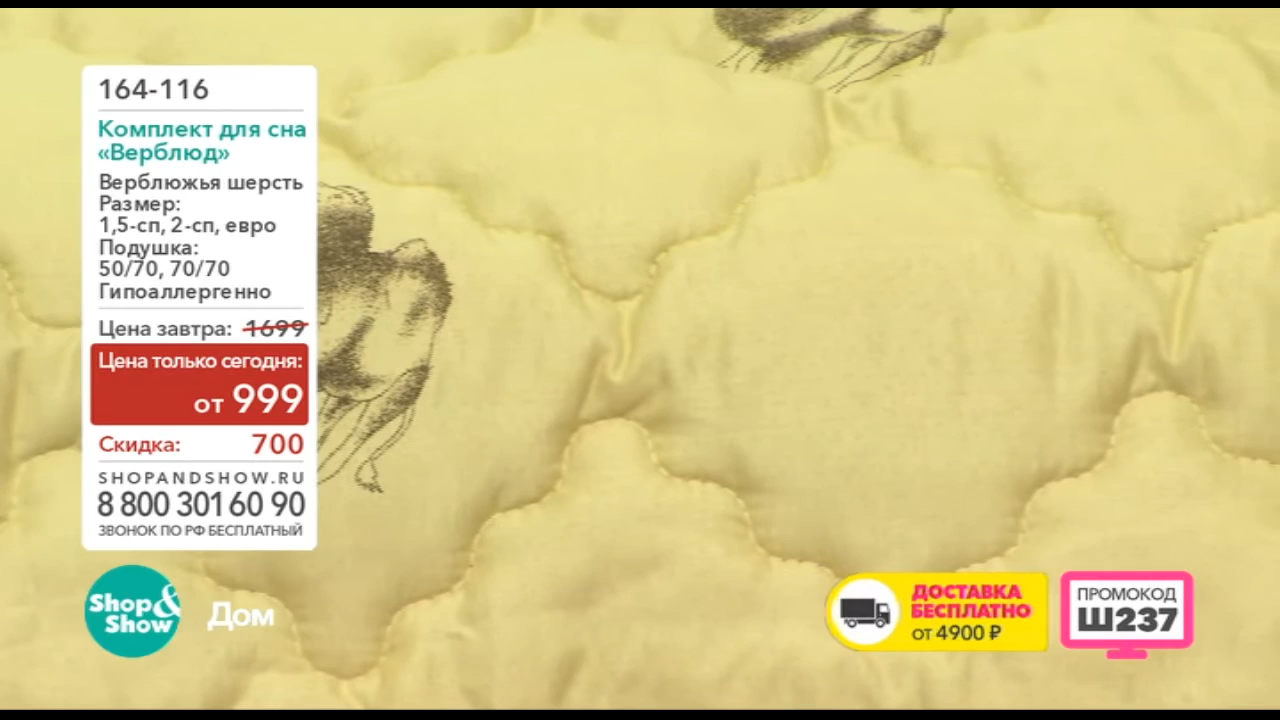 164-116
Комплект для сна
«Верблюд»
Верблюжья шерсть
Размер:
1,5-сп, 2-сп, евро
Подушка:
50/70, 70/70
Гипоаллергенно
Цена завтра: 1699
Цена только сегодня:
от 999
Скидка: 700
SHOPANDSHOW.RU
8 800 301 60 90
ЗВОНОК ПО РФ БЕСПЛАТНЫЙ
Shop&
Show
Дом
ДОСТАВКА
БЕСПЛАТНО
ОТ 4900 ₽
ПРОМОКОД
Ш237